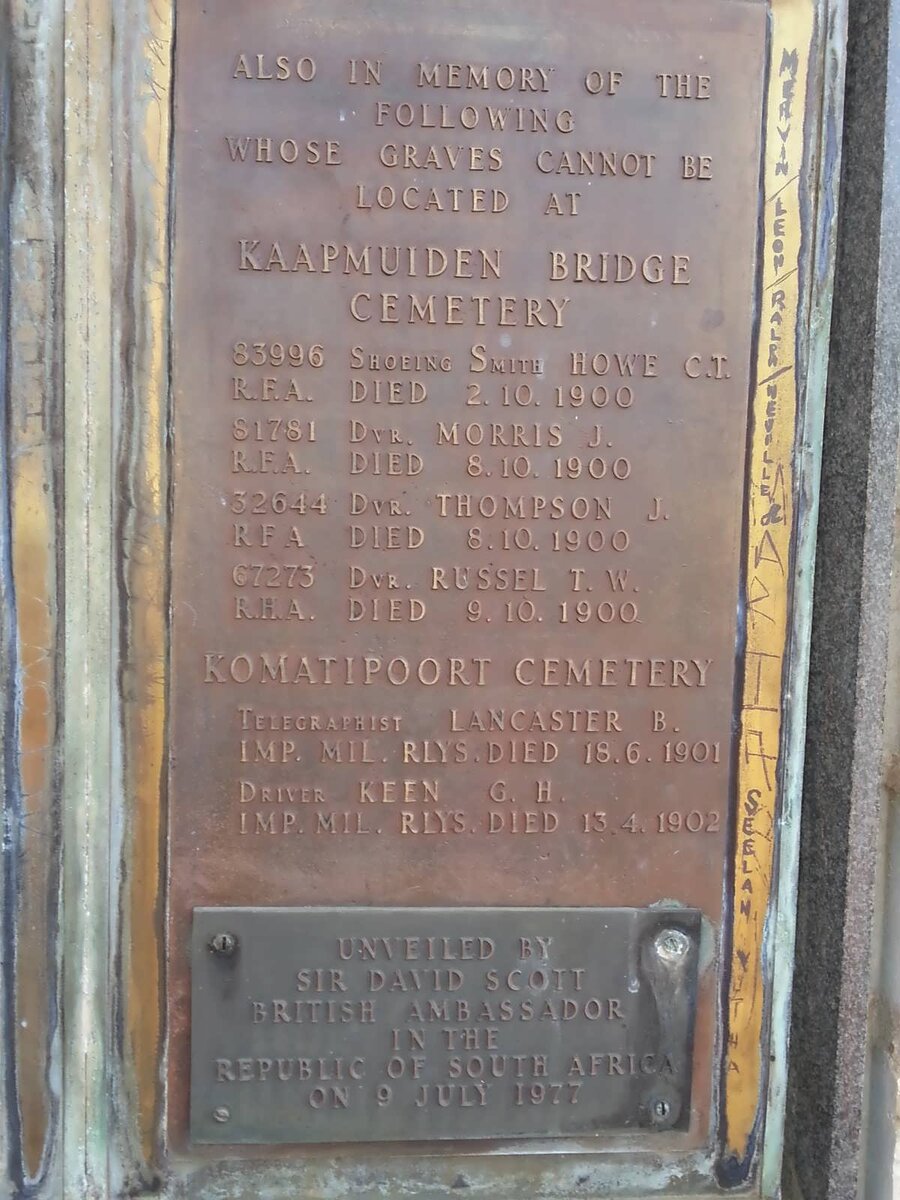 ALSO IN MEMORY OF THE
FOLLOWING
WHOSE GRAVES CANNOT BE
LOCATED AT
KAAPMUIDEN BRIDGE
CEMETERY
83996 SHOEING SMITH HOWE C.T.
R.F.A. DIED 2.10.1900
81781 DVR. MORRIS J.
R.F.A. DIED 8.10.1900
32644 DVR. THOMPSON J.
R F A DIED 8.10.1900
67273 DVR. RUSSEL T. W.
R.H.A. DIED 9.10.1900
KOMATIPOORT CEMETERY
TELEGRAPHIST LANCASTER B.
IMP. MIL. RLYS. DIED 18.6.1901
DRIVER KEEN G. H.
IMP. MIL. RLYS. DIED 13.4.1902
UNVEILED BY
SIR DAVID SCOTT
BRITISH AMBASSADOR
IN THE
REPUBLIC OF SOUTH AFRICA
ON 9 JULY 1977
MERVIN/LEON/RALPH/NEVILLE
SEELAN